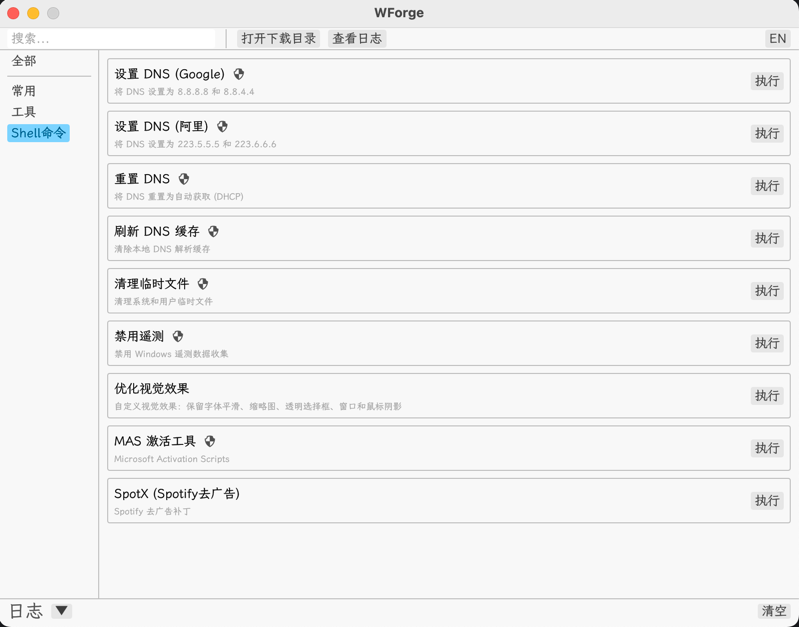 WForge
搜索...
打开下载目录 查看日志
EN
全部
常用
工具
Shell命令
设置 DNS (Google)
将 DNS 设置为 8.8.8.8 和 8.8.4.4
执行
设置 DNS (阿里)
将 DNS 设置为 223.5.5.5 和 223.6.6.6
执行
重置 DNS
将 DNS 重置为自动获取 (DHCP)
执行
刷新 DNS 缓存
清除本地 DNS 解析缓存
执行
清理临时文件
清理系统和用户临时文件
执行
禁用遥测
禁用 Windows 遥测数据收集
执行
优化视觉效果
自定义视觉效果：保留字体平滑、缩略图、透明选择框、窗口和鼠标阴影
执行
MAS 激活工具
Microsoft Activation Scripts
执行
SpotX (Spotify去广告)
Spotify 去广告补丁
执行
日志
清空